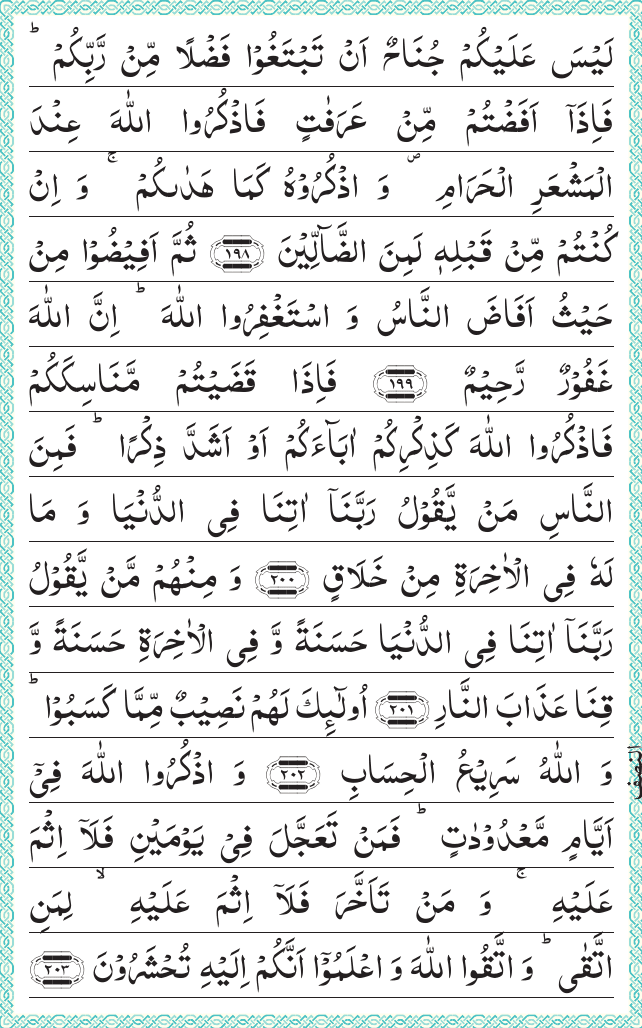 لَیۡسَ عَلَیۡکُمۡ جُنَاحٌ اَنۡ تَبۡتَغُوۡا فَضۡلًا مِّنۡ رَّبِّکُمۡ ؕ
فَاِذَاۤ اَفَضۡتُمۡ مِّنۡ عَرَفٰتٍ فَاذۡکُرُوا اللّٰہَ عِنۡدَ
الۡمَشۡعَرِ الۡحَرَامِ ۪ وَ اذۡکُرُوۡہُ کَمَا ہَدٰىکُمۡ ۚ وَ اِنۡ
کُنۡتُمۡ مِّنۡ قَبۡلِہٖ لَمِنَ الضَّآلِّیۡنَ ﴿۱۹۸﴾ ثُمَّ اَفِیۡضُوۡا مِنۡ
حَیۡثُ اَفَاضَ النَّاسُ وَ اسۡتَغۡفِرُوا اللّٰہَ ؕ اِنَّ اللّٰہَ
غَفُوۡرٌ رَّحِیۡمٌ ﴿۱۹۹﴾ فَاِذَا قَضَیۡتُمۡ مَّنَاسِکَکُمۡ
فَاذۡکُرُوا اللّٰہَ کَذِکۡرِکُمۡ اٰبَآءَکُمۡ اَوۡ اَشَدَّ ذِکۡرًا ؕ فَمِنَ
النَّاسِ مَنۡ یَّقُوۡلُ رَبَّنَاۤ اٰتِنَا فِی الدُّنۡیَا وَ مَا
لَہٗ فِی الۡاٰخِرَۃِ مِنۡ خَلَاقٍ ﴿۲۰۰﴾ وَ مِنۡہُمۡ مَّنۡ یَّقُوۡلُ
رَبَّنَاۤ اٰتِنَا فِی الدُّنۡیَا حَسَنَۃً وَّ فِی الۡاٰخِرَۃِ حَسَنَۃً وَّ
قِنَا عَذَابَ النَّارِ ﴿۲۰۱﴾ اُولٰٓئِکَ لَہُمۡ نَصِیۡبٌ مِّمَّا کَسَبُوۡا ؕ
وَ اللّٰہُ سَرِیۡعُ الۡحِسَابِ ﴿۲۰۲﴾ وَ اذۡکُرُوا اللّٰہَ فِیۡۤ
اَیَّامٍ مَّعۡدُوۡدٰتٍ ؕ فَمَنۡ تَعَجَّلَ فِیۡ یَوۡمَیۡنِ فَلَاۤ اِثۡمَ
عَلَیۡہِ ۚ وَ مَنۡ تَاَخَّرَ فَلَاۤ اِثۡمَ عَلَیۡہِ ۙ لِمَنِ
اتَّقٰی ؕ وَ اتَّقُوا اللّٰہَ وَ اعۡلَمُوۡۤا اَنَّکُمۡ اِلَیۡہِ تُحۡشَرُوۡنَ ﴿۲۰۳﴾